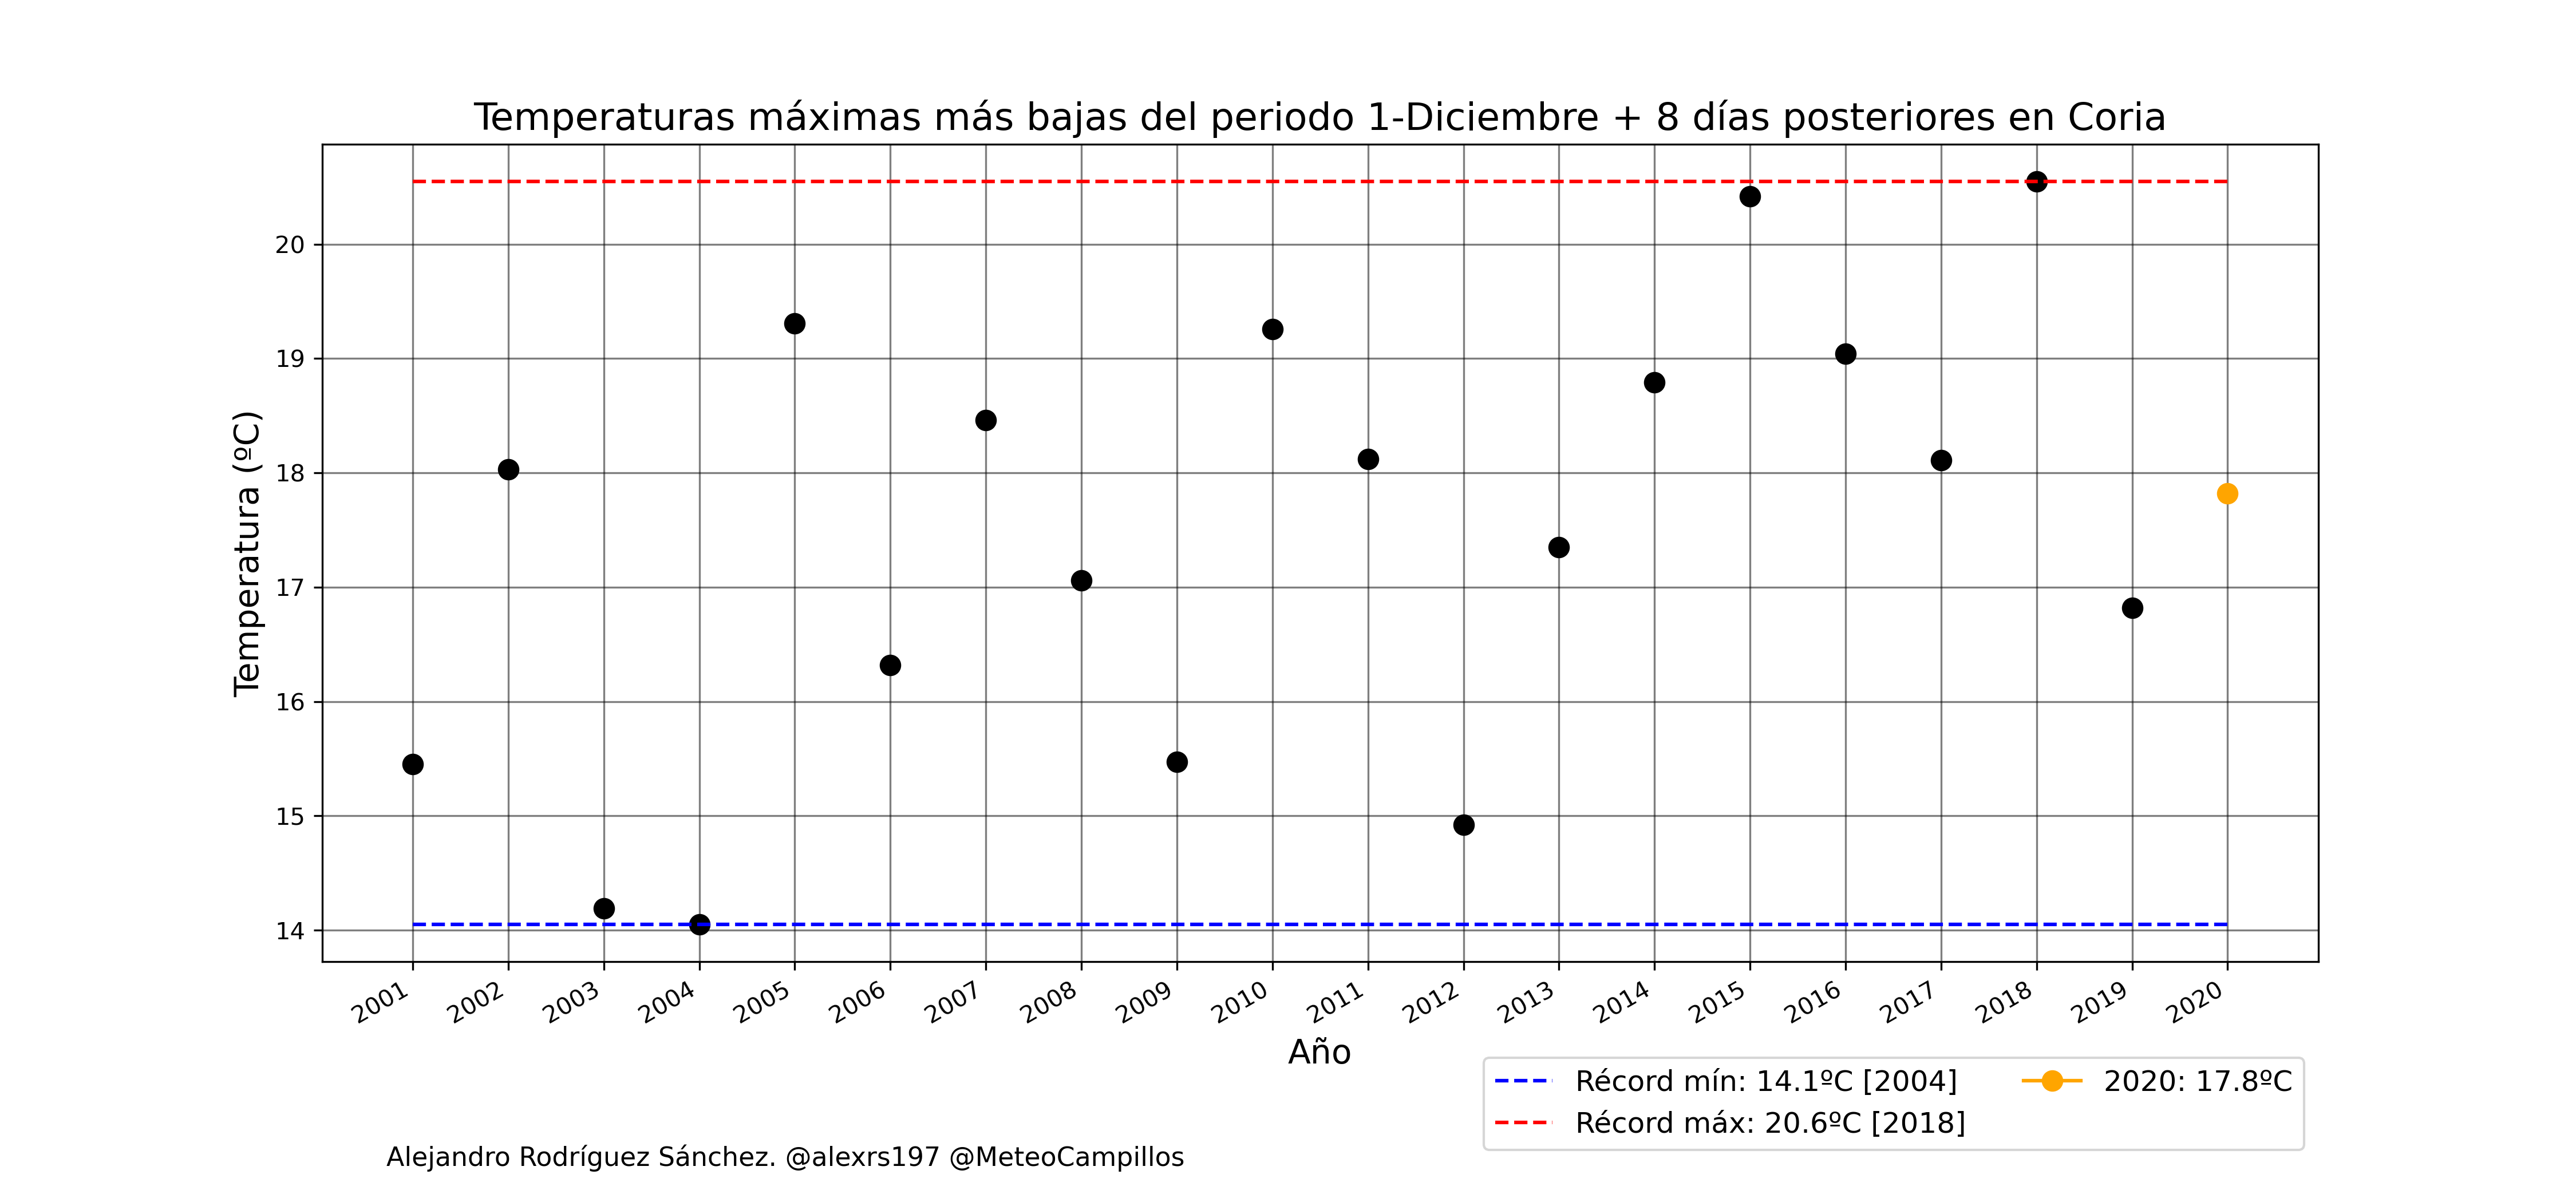 Temperaturas máximas más bajas del periodo 1-Diciembre + 8 días posteriores en Coria
Temperatura (ºC)
20
19
18
17
16
15
14
2001 2002 2003 2004 2005 2006 2007 2008 2009 2010 2011 2012 2013 2014 2015 2016 2017 2018 2019 2020
Año
Récord mín: 14.1ºC [2004]
Récord máx: 20.6ºC [2018]
2020: 17.8ºC
Alejandro Rodríguez Sánchez. @alexrs197 @MeteoCampillos